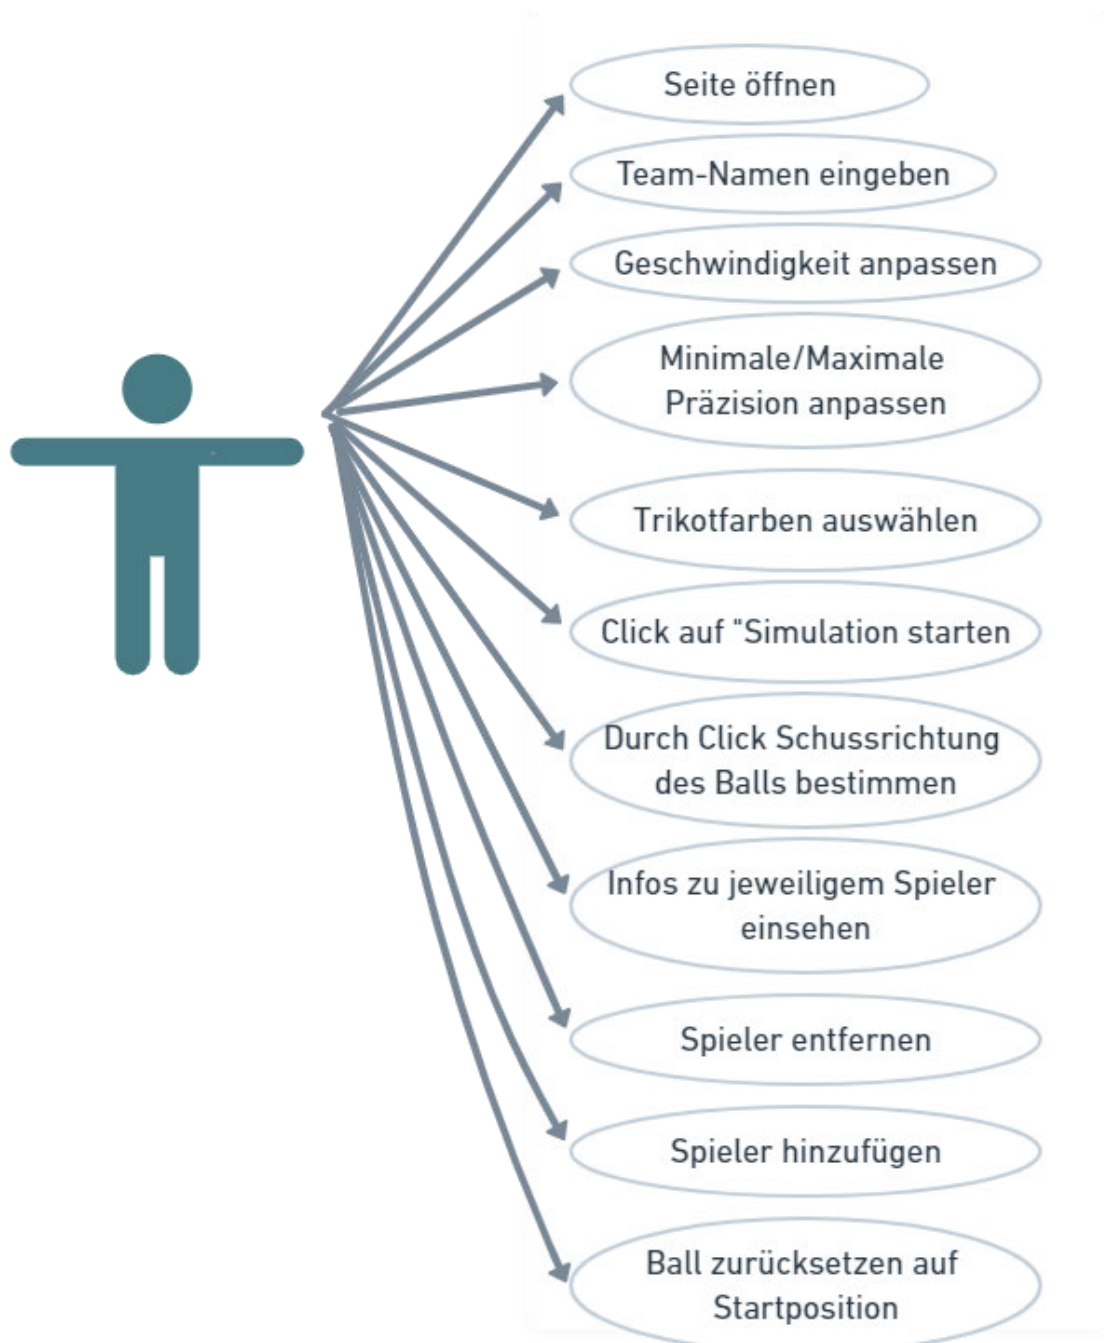 Seite öffnen
Team-Namen eingeben
Geschwindigkeit anpassen
Minimale/Maximale
Präzision anpassen
Trikotfarben auswählen
Click auf "Simulation starten
Durch Click Schussrichtung
des Balls bestimmen
Infos zu jeweiligem Spieler
einsehen
Spieler entfernen
Spieler hinzufügen
Ball zurücksetzen auf
Startposition